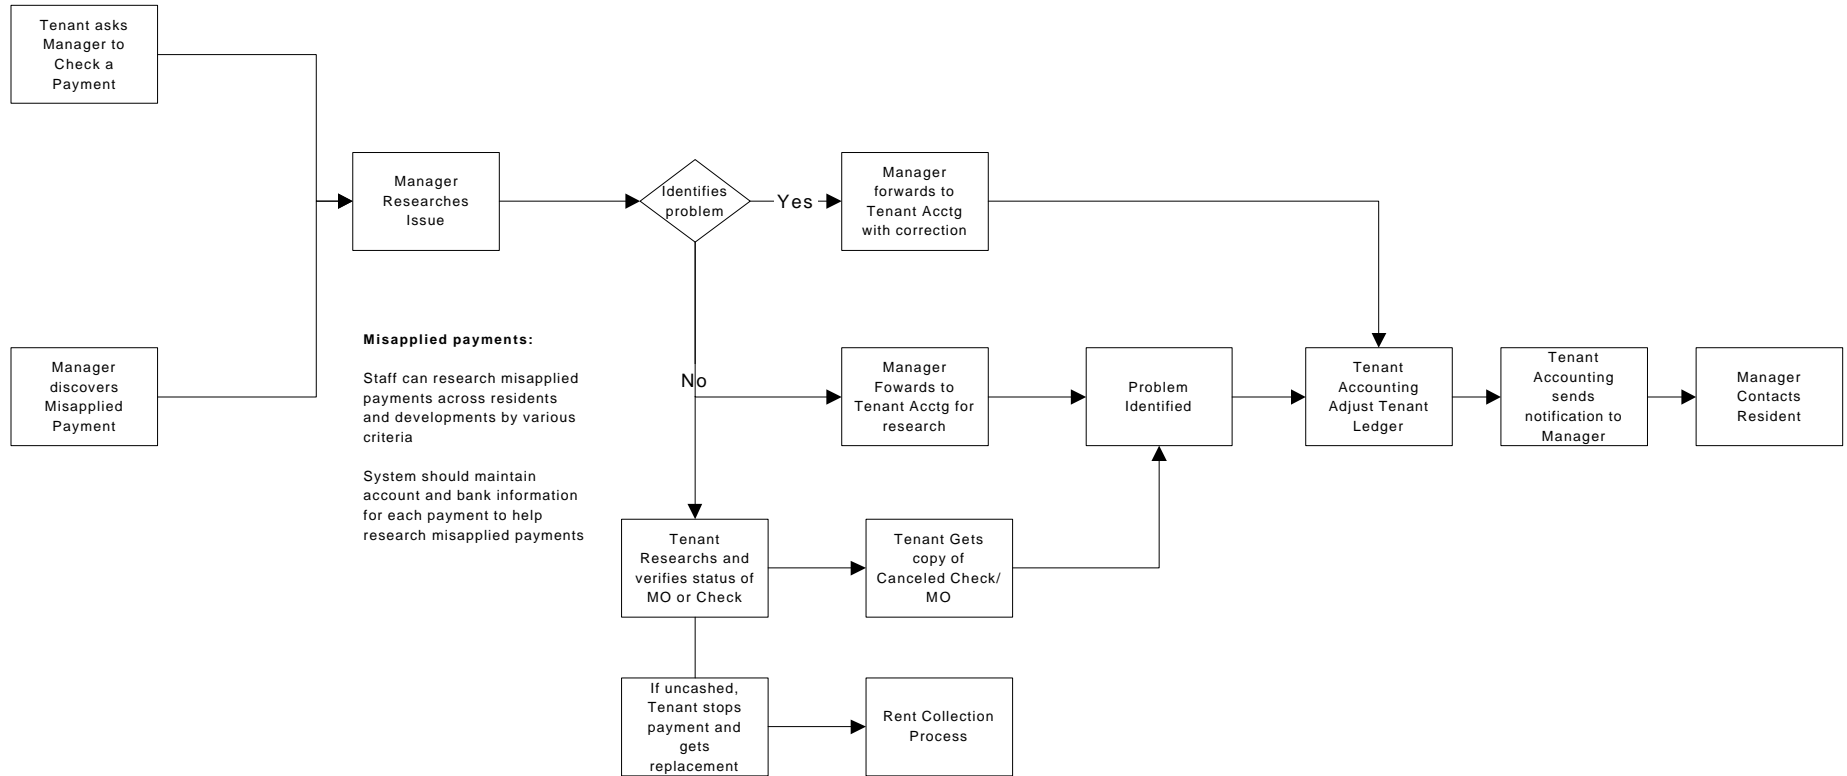 Tenant asks
Manager to
Check a
Payment
Manager
Researches
Issue
Identifies
problem
Yes
Manager
forwards to
Tenant Acctg
with correction
Misapplied payments:
Staff can research misapplied
payments across residents
and developments by various
criteria
System should maintain
account and bank information
for each payment to help
research misapplied payments
Manager
discovers
Misapplied
Payment
No
Manager
Fowards to
Tenant Acctg for
research
Problem
Identified
Tenant
Accounting
Adjust Tenant
Ledger
Tenant
Accounting
sends
notification to
Manager
Manager
Contacts
Resident
Tenant
Researchs and
verifies status of
MO or Check
Tenant Gets
copy of
Canceled Check/
MO
If uncashed,
Tenant stops
payment and
gets
replacement
Rent Collection
Process